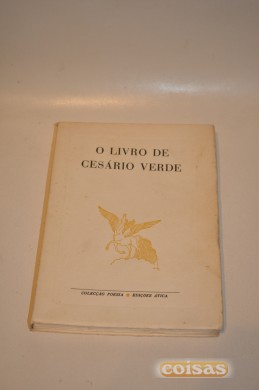 O LIVRO DE
CESÁRIO VERDE
COLECÇÃO POESIA EDIÇÕES ÁTICA
coisas